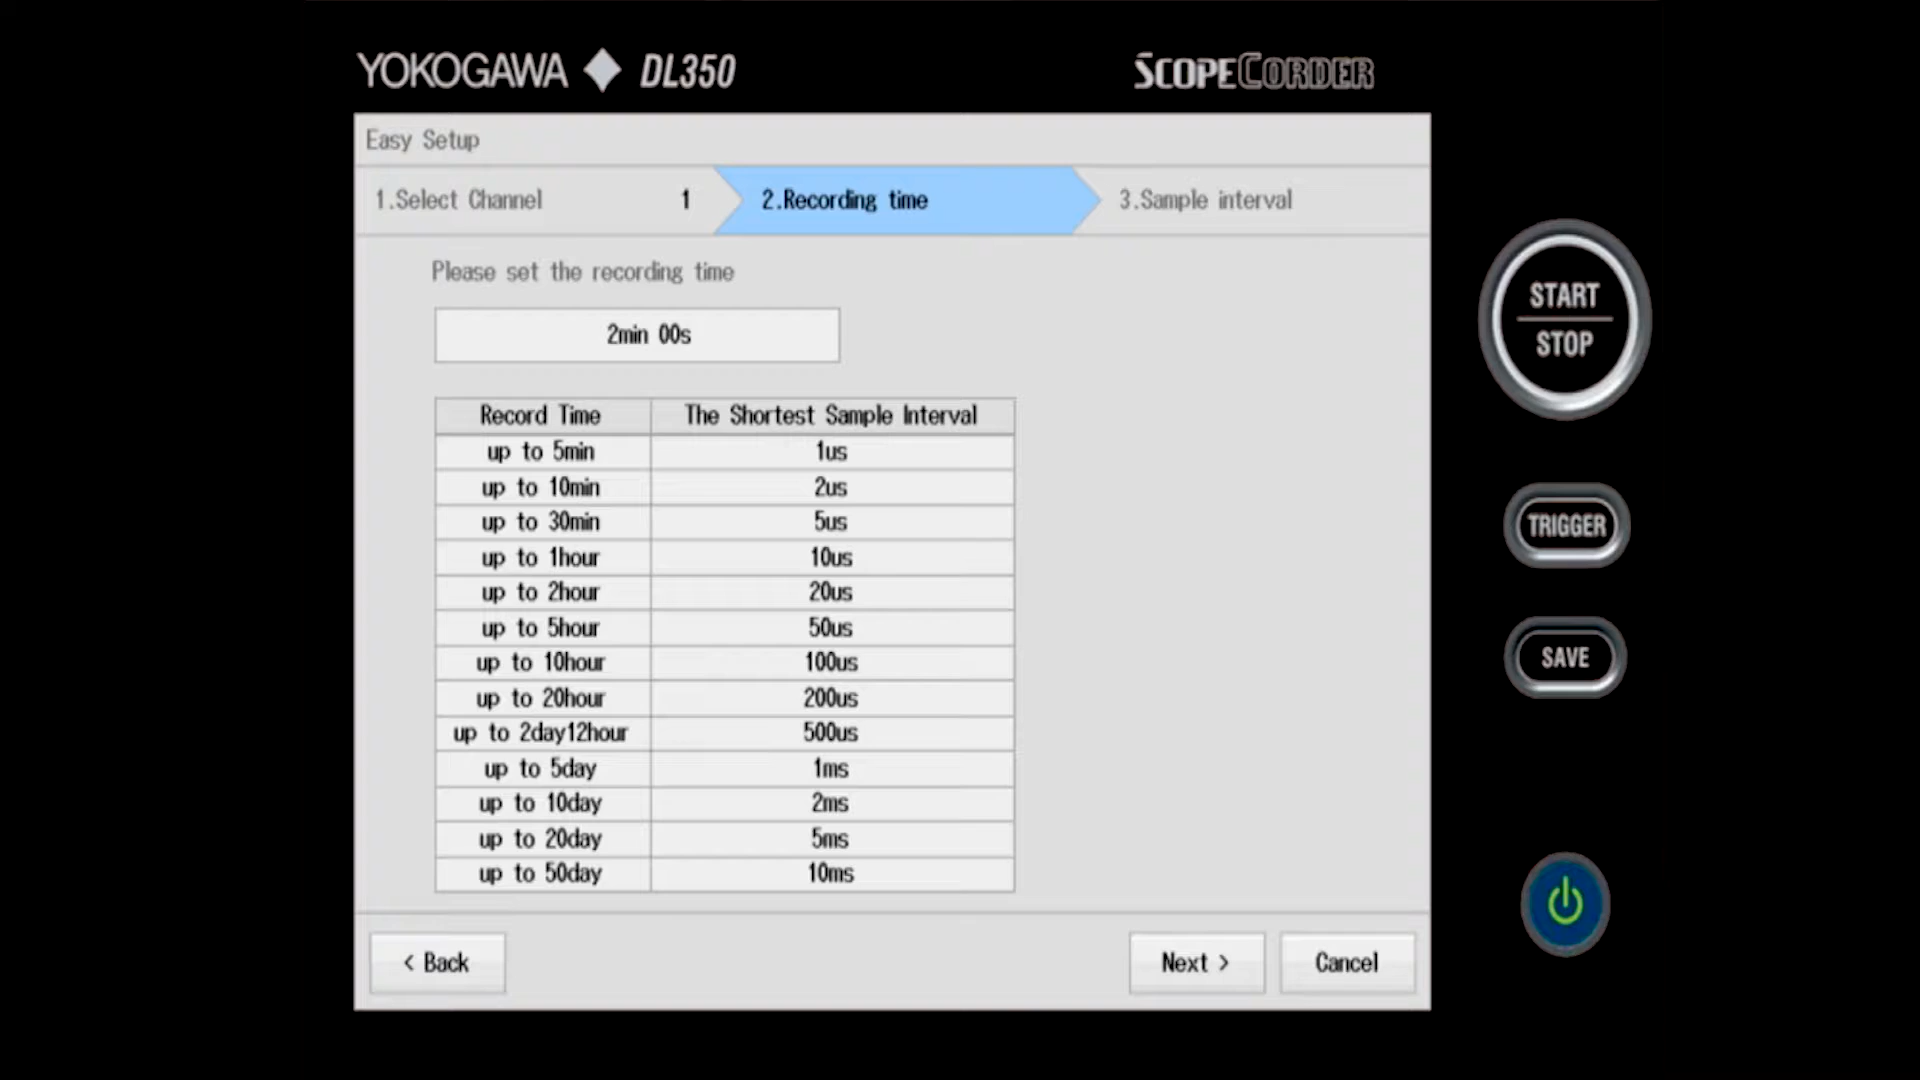 YOKOGAWA DL350 SCOPECORDER
Easy Setup
1.Select Channel 1 2.Recording time 3.Sample interval
Please set the recording time
2min 00s
Record Time The Shortest Sample Interval
up to 5min 1us
up to 10min 2us
up to 30min 5us
up to 1hour 10us
up to 2hour 20us
up to 5hour 50us
up to 10hour 100us
up to 20hour 200us
up to 2day12hour 500us
up to 5day 1ms
up to 10day 2ms
up to 20day 5ms
up to 50day 10ms
< Back Next > Cancel
START
STOP
TRIGGER
SAVE